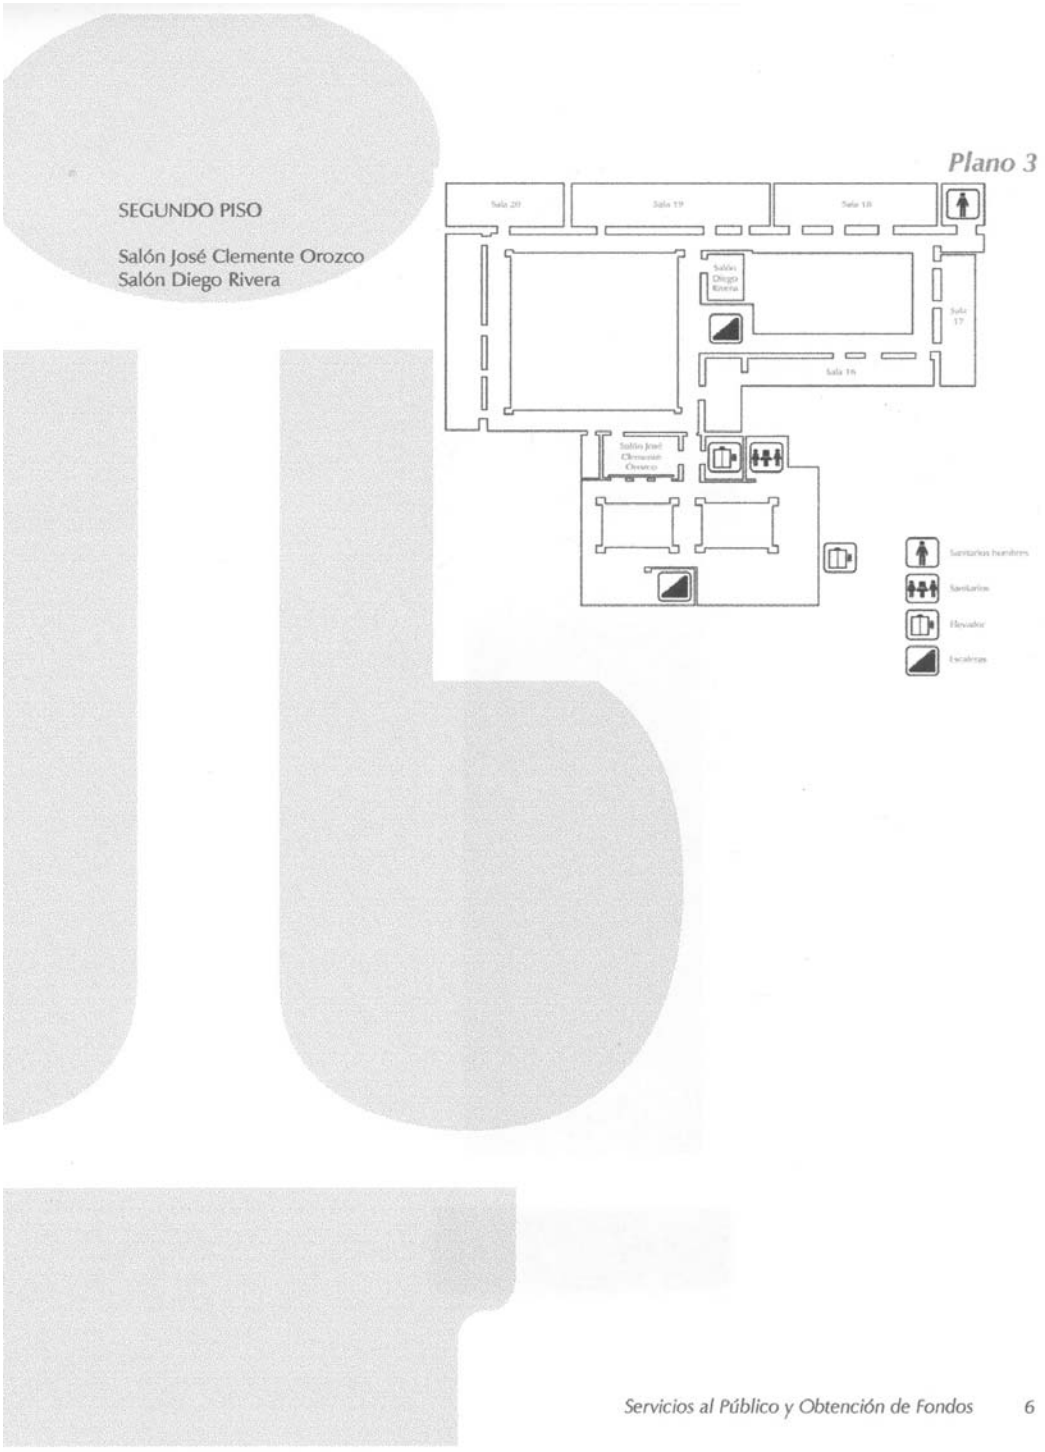 Plano 3
SEGUNDO PISO
Salón José Clemente Orozco
Salón Diego Rivera
Sala 20
Sala 19
Sala 18
Salón
Diego
Rivera
Sala
17
Sala 16
Salón José
Clemente
Orozco
Sanitarios hombres
Sanitarios
Elevador
Escaleras
Servicios al Público y Obtención de Fondos 6